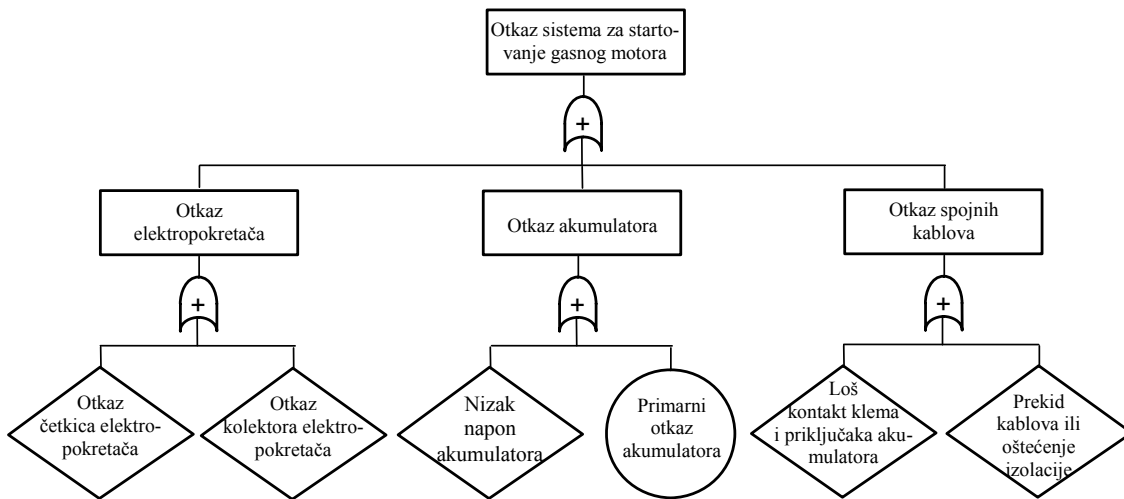 Otkaz sistema za starto-
vanje gasnog motora
+
Otkaz
elektropokretača
Otkaz akumulatora
Otkaz spojnih
kablova
+
+
+
Otkaz
četkica elektro-
pokretača
Otkaz
kolektora elektro-
pokretača
Nizak
napon
akumulatora
Primarni
otkaz
akumulatora
Loš
kontakt klema
i priključaka aku-
mulatora
Prekid
kablova ili
oštećenje
izolacije